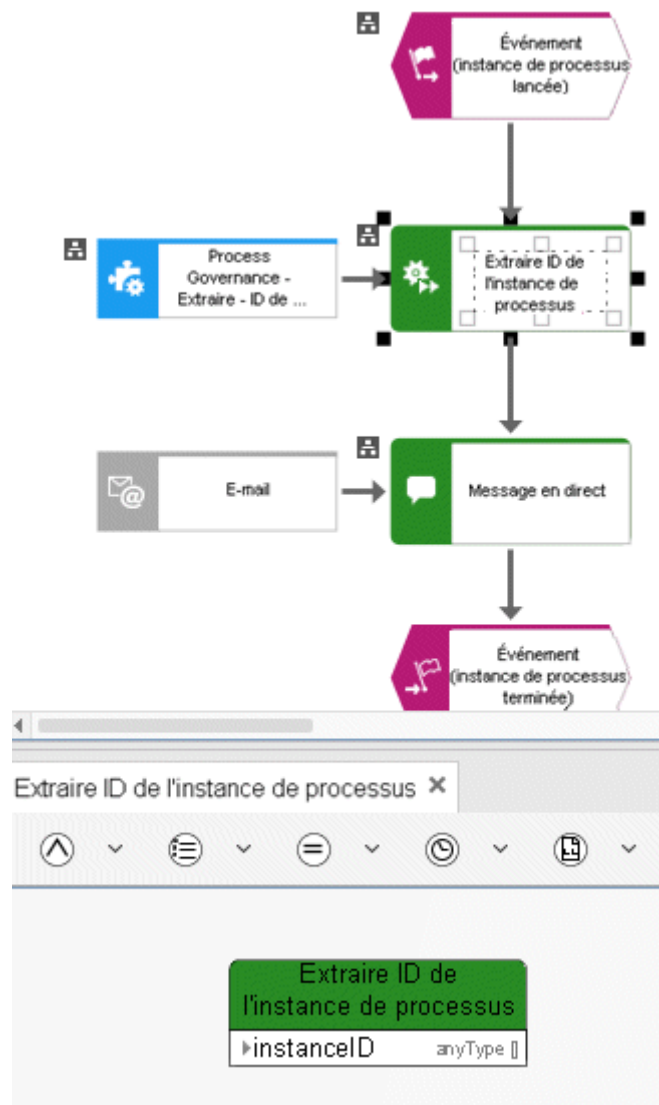 Événement
(instance de processus
lancée)
Process
Governance -
Extraire - ID de ...
Extraire ID de
l'instance de
processus
E-mail
Message en direct
Événement
(instance de processus
terminée)
Extraire ID de l'instance de processus
Extraire ID de
l'instance de processus
instanceID anyType []